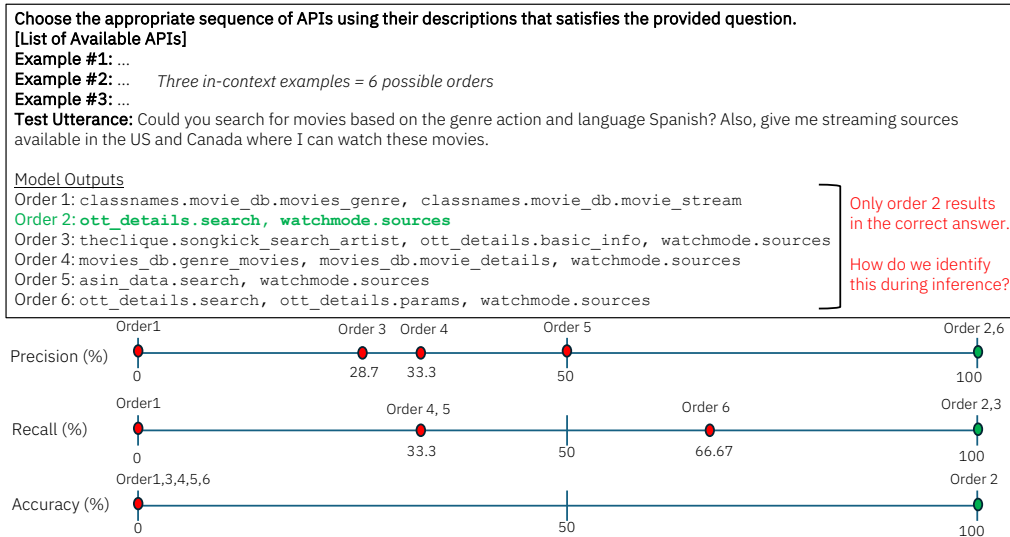 Choose the appropriate sequence of APIs using their descriptions that satisfies the provided question.
[List of Available APIs]
Example #1: ...
Example #2: ... Three in-context examples = 6 possible orders
Example #3: ...
Test Utterance: Could you search for movies based on the genre action and language Spanish? Also, give me streaming sources
available in the US and Canada where I can watch these movies.
Model Outputs
Order 1: classnames.movie_db.movies_genre, classnames.movie_db.movie_stream
Order 2: ott_details.search, watchmode.sources
Order 3: theclique.songkick_search_artist, ott_details.basic_info, watchmode.sources
Order 4: movies_db.genre_movies, movies_db.movie_details, watchmode.sources
Order 5: asin_data.search, watchmode.sources
Order 6: ott_details.search, ott_details.params, watchmode.sources
Only order 2 results
in the correct answer.
How do we identify
this during inference?
Order1 Order 3 Order 4 Order 5 Order 2,6
Precision (%)
0 28.7 33.3 50 100
Order1 Order 4, 5 Order 6 Order 2,3
Recall (%)
0 33.3 50 66.67 100
Order1,3,4,5,6 Order 2
Accuracy (%)
0 50 100